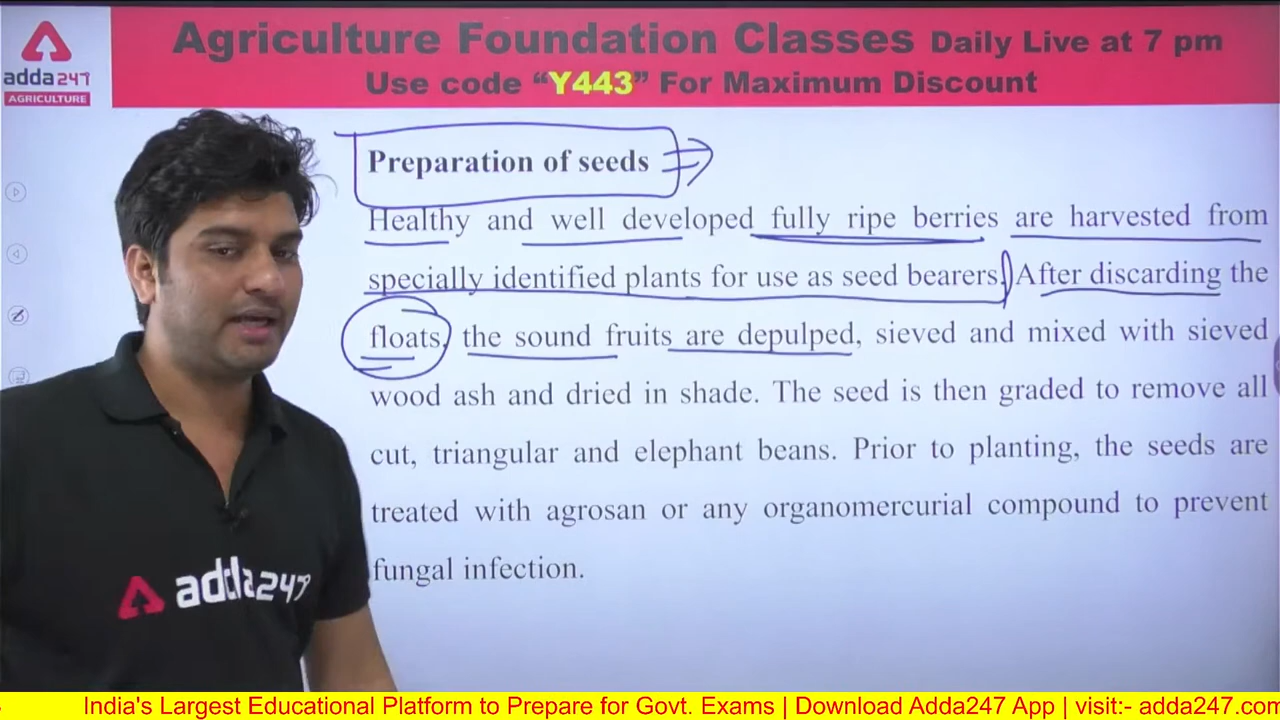 Agriculture Foundation Classes Daily Live at 7 pm
Use code “Y443” For Maximum Discount
adda247
AGRICULTURE
Preparation of seeds
Healthy and well developed fully ripe berries are harvested from
specially identified plants for use as seed bearers. After discarding the
floats, the sound fruits are depulped, sieved and mixed with sieved
wood ash and dried in shade. The seed is then graded to remove all
cut, triangular and elephant beans. Prior to planting, the seeds are
treated with agrosan or any organomercurial compound to prevent
fungal infection.
adda247
India's Largest Educational Platform to Prepare for Govt. Exams | Download Adda247 App | visit:- adda247.com